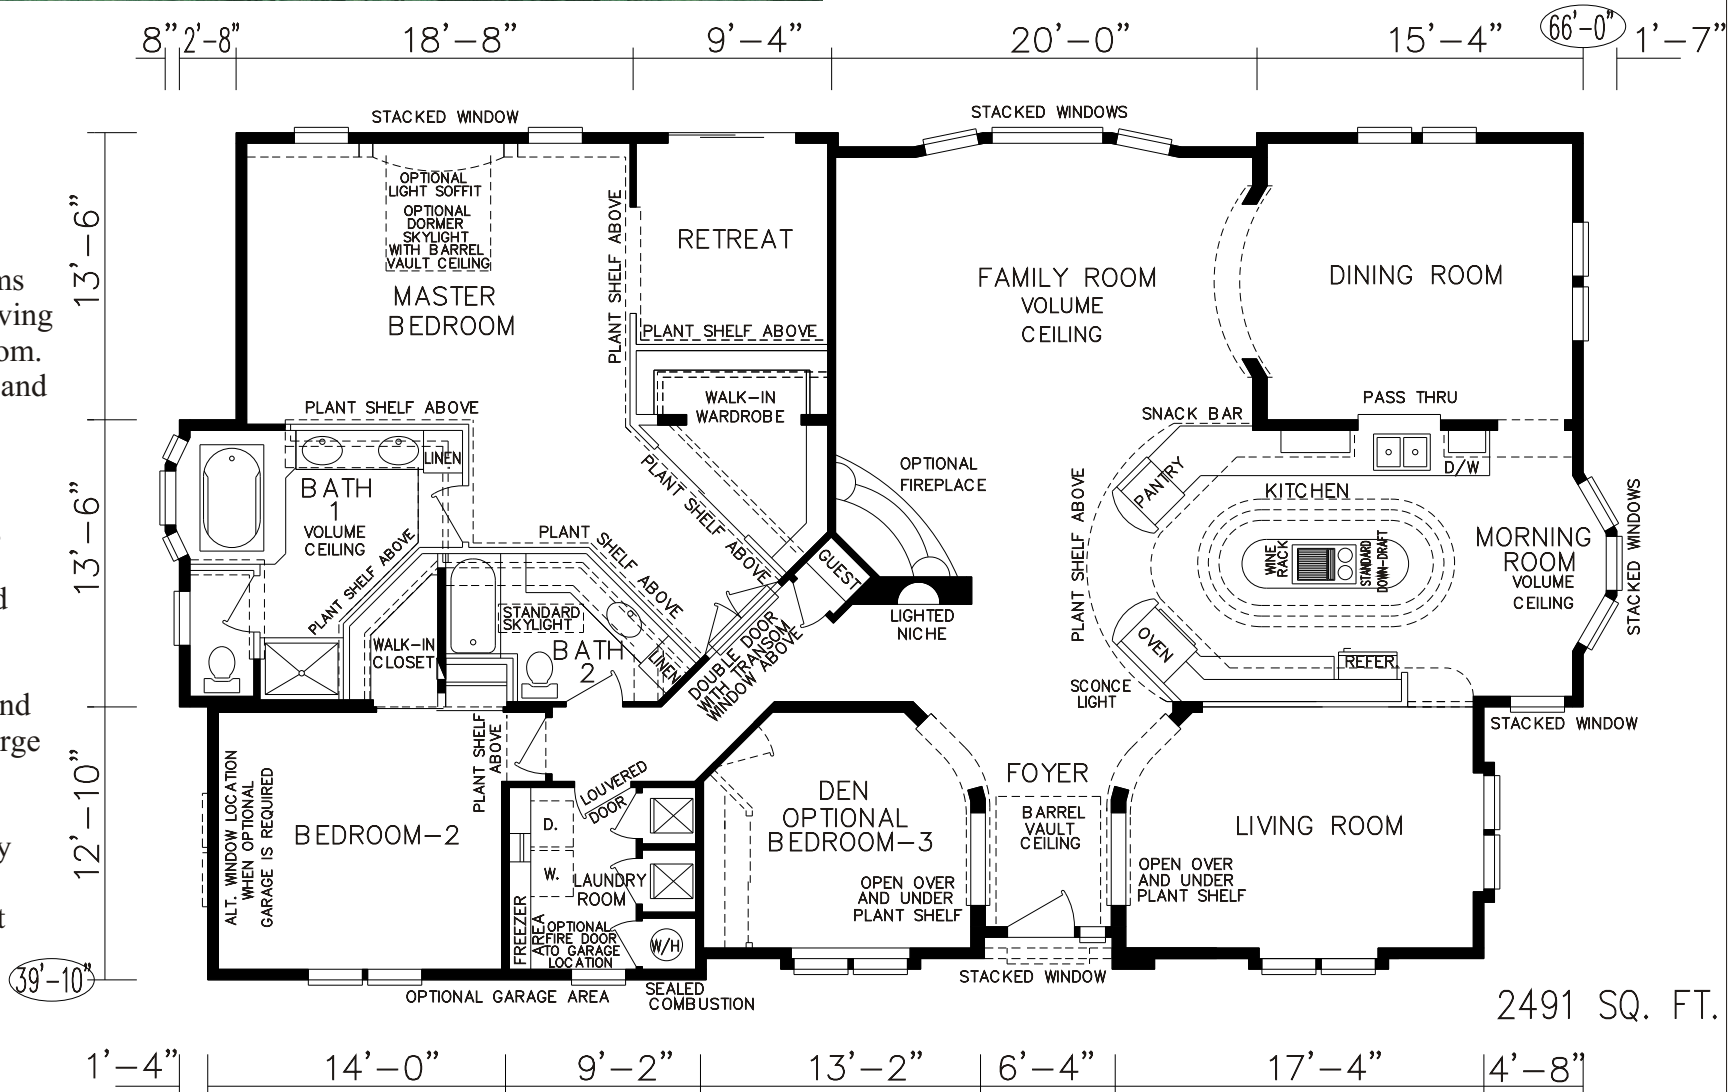 8"
2'-8"
18'-8"
9'-4"
20'-0"
15'-4"
66'-0"
1'-7"
STACKED WINDOW
STACKED WINDOWS
OPTIONAL
LIGHT SOFFIT
OPTIONAL
DORMER
SKYLIGHT
WITH BARREL
VAULT CEILING
MASTER
BEDROOM
PLANT SHELF ABOVE
RETREAT
PLANT SHELF ABOVE
WALK-IN
WARDROBE
FAMILY ROOM
VOLUME
CEILING
DINING ROOM
PASS THRU
SNACK BAR
13'-6"
ms
ving
om.
and
PLANT SHELF ABOVE
LINEN
BATH
1
VOLUME
CEILING
PLANT SHELF ABOVE
PLANT SHELF ABOVE
PLANT SHELF ABOVE
OPTIONAL
FIREPLACE
PLANT SHELF ABOVE
PANTRY
KITCHEN
D/W
MORNING
ROOM
VOLUME
CEILING
STACKED WINDOWS
WINE
RACK
STANDARD
DOWN-DRAFT
13'-6"
d
GUEST
LIGHTED
NICHE
STANDARD
SKYLIGHT
WALK-IN
CLOSET
BATH
2
LINEN
DOUBLE DOOR
WITH TRANSOM
WINDOW ABOVE
OVEN
REFER
SCONCE
LIGHT
STACKED WINDOW
nd
rge
y
t
12'-10"
ALT. WINDOW LOCATION
WHEN OPTIONAL
GARAGE IS REQUIRED
BEDROOM-2
PLANT SHELF
ABOVE
LOUVERED
DOOR
D.
W.
LAUNDRY
ROOM
FREEZER
AREA
OPTIONAL
FIRE DOOR
TO GARAGE
LOCATION
W/H
DEN
OPTIONAL
BEDROOM-3
OPEN OVER
AND UNDER
PLANT SHELF
FOYER
BARREL
VAULT
CEILING
OPEN OVER
AND UNDER
PLANT SHELF
LIVING ROOM
39'-10"
OPTIONAL GARAGE AREA
SEALED
COMBUSTION
STACKED WINDOW
2491 SQ. FT.
1'-4"
14'-0"
9'-2"
13'-2"
6'-4"
17'-4"
4'-8"